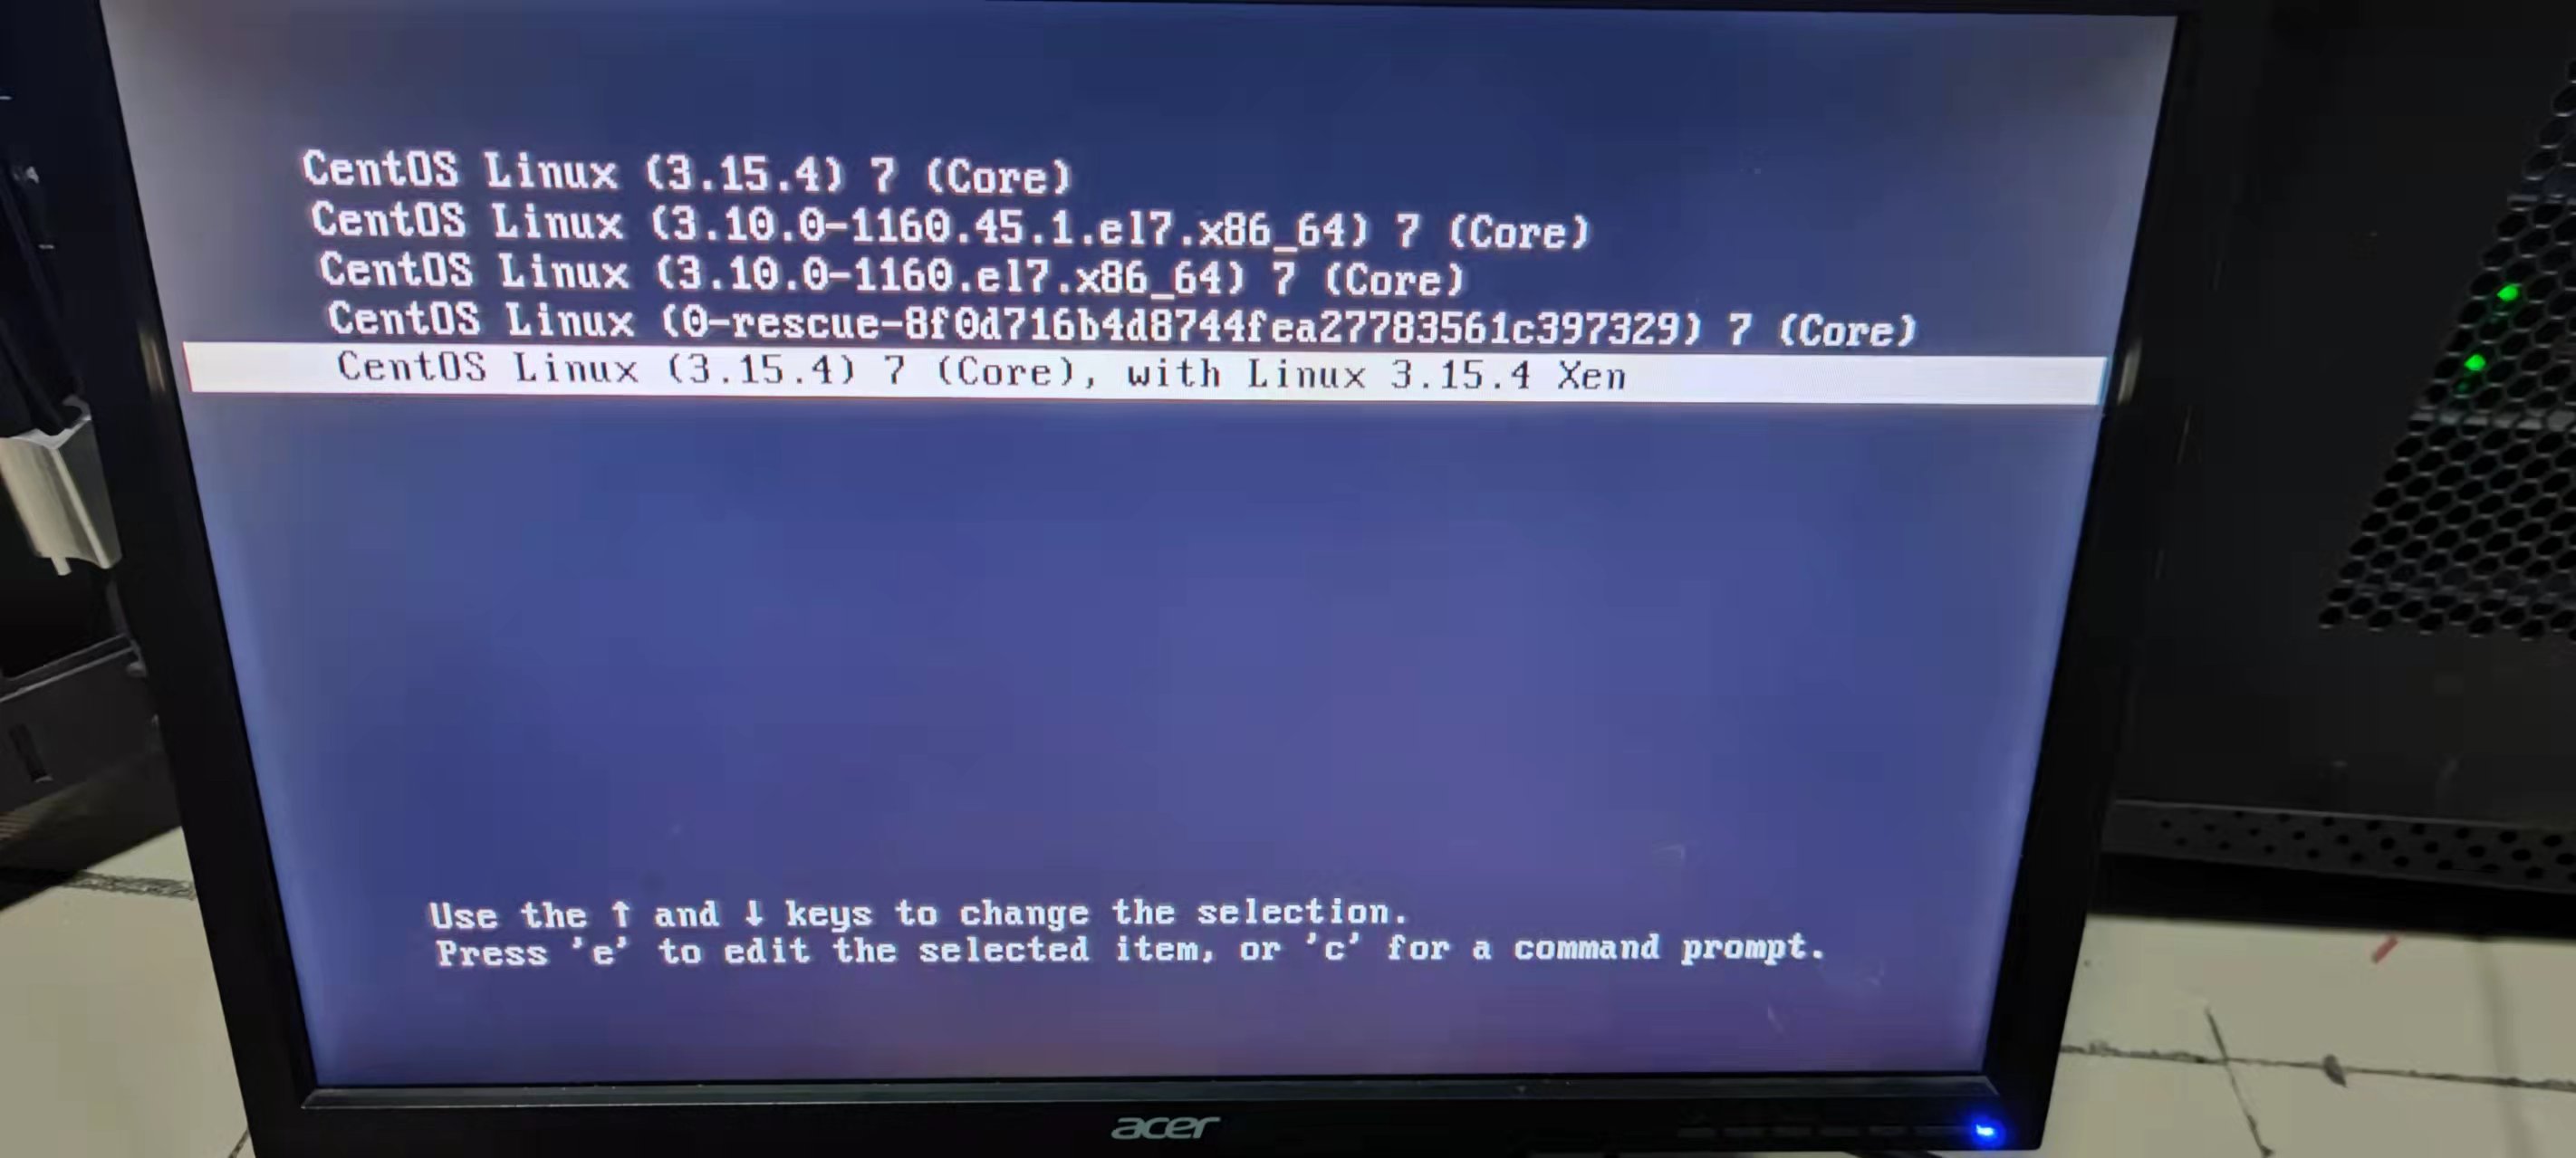 CentOS Linux (3.15.4) 7 (Core)
CentOS Linux (3.10.0-1160.45.1.el7.x86_64) 7 (Core)
CentOS Linux (3.10.0-1160.el7.x86_64) 7 (Core)
CentOS Linux (0-rescue-8f0d716b4d8744fea27783561c397329) 7 (Core)
CentOS Linux (3.15.4) 7 (Core), with Linux 3.15.4 Xen
Use the ↑ and ↓ keys to change the selection.
Press 'e' to edit the selected item, or 'c' for a command prompt.
acer